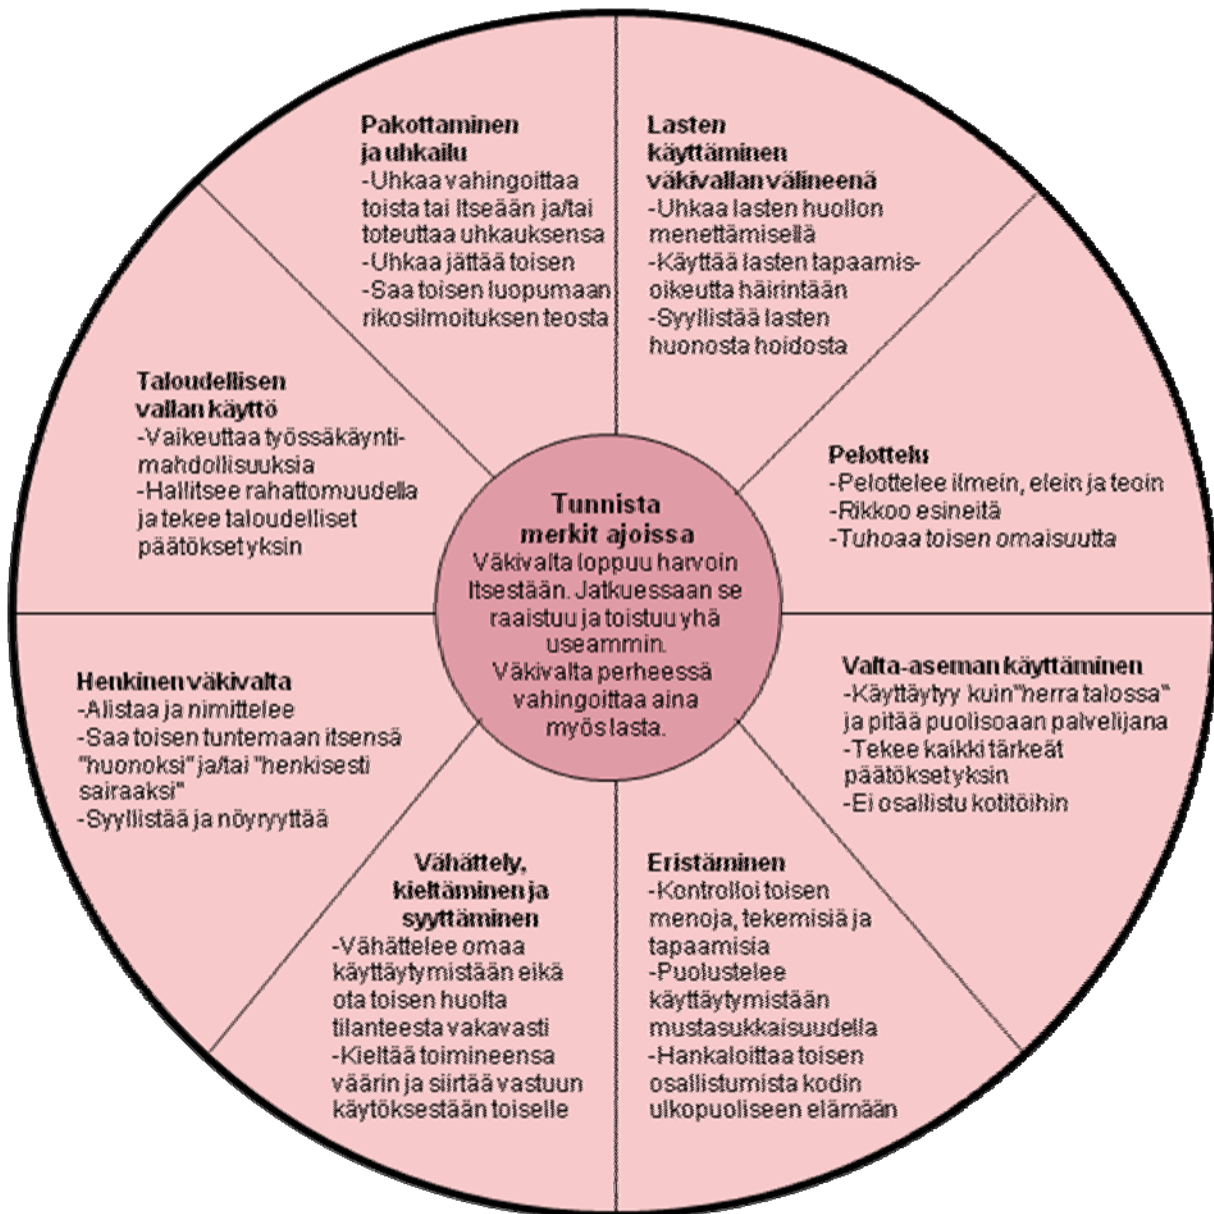 Pakottaminen
ja uhkailu
-Uhkaa vahingoittaa
toista tai itseään ja/tai
toteuttaa uhkauksensa
-Uhkaa jättää toisen
-Saa toisen luopumaan
rikosilmoituksen teosta
Lasten
käyttäminen
väkivallan välineenä
-Uhkaa lasten huollon
menettämisellä
-Käyttää lasten tapaamis-
oikeutta häirintään
-Syyllistää lasten
huonosta hoidosta
Pelottelu
-Pelottelee ilmein, elein ja teoin
-Rikkoo esineitä
-Tuhoaa toisen omaisuutta
Valta-aseman käyttäminen
-Käyttäytyy kuin "herra talossa"
ja pitää puolisoaan palvelijana
-Tekee kaikki tärkeät
päätökset yksin
-Ei osallistu kotitöihin
Eristäminen
-Kontrolloi toisen
menoja, tekemisiä ja
tapaamisia
-Puolustelee
käyttäytymistään
mustasukkaisuudella
-Hankaloittaa toisen
osallistumista kodin
ulkopuoliseen elämään
Vähättely,
kieltäminen ja
syyttäminen
-Vähättelee omaa
käyttäytymistään eikä
ota toisen huolta
tilanteesta vakavasti
-Kieltää toimineensa
väärin ja siirtää vastuun
käytöksestään toiselle
Henkinen väkivalta
-Alistaa ja nimittelee
-Saa toisen tuntemaan itsensä
"huonoksi" ja/tai "henkisesti
sairaaksi"
-Syyllistää ja nöyryyttää
Taloudellisen
vallan käyttö
-Vaikeuttaa työssäkäynti-
mahdollisuuksia
-Hallitsee rahattomuudella
ja tekee taloudelliset
päätökset yksin
Tunnista
merkit ajoissa
Väkivalta loppuu harvoin
itsestään. Jatkuessaan se
raaistuu ja toistuu yhä
useammin.
Väkivalta perheessä
vahingoittaa aina
myös lasta.